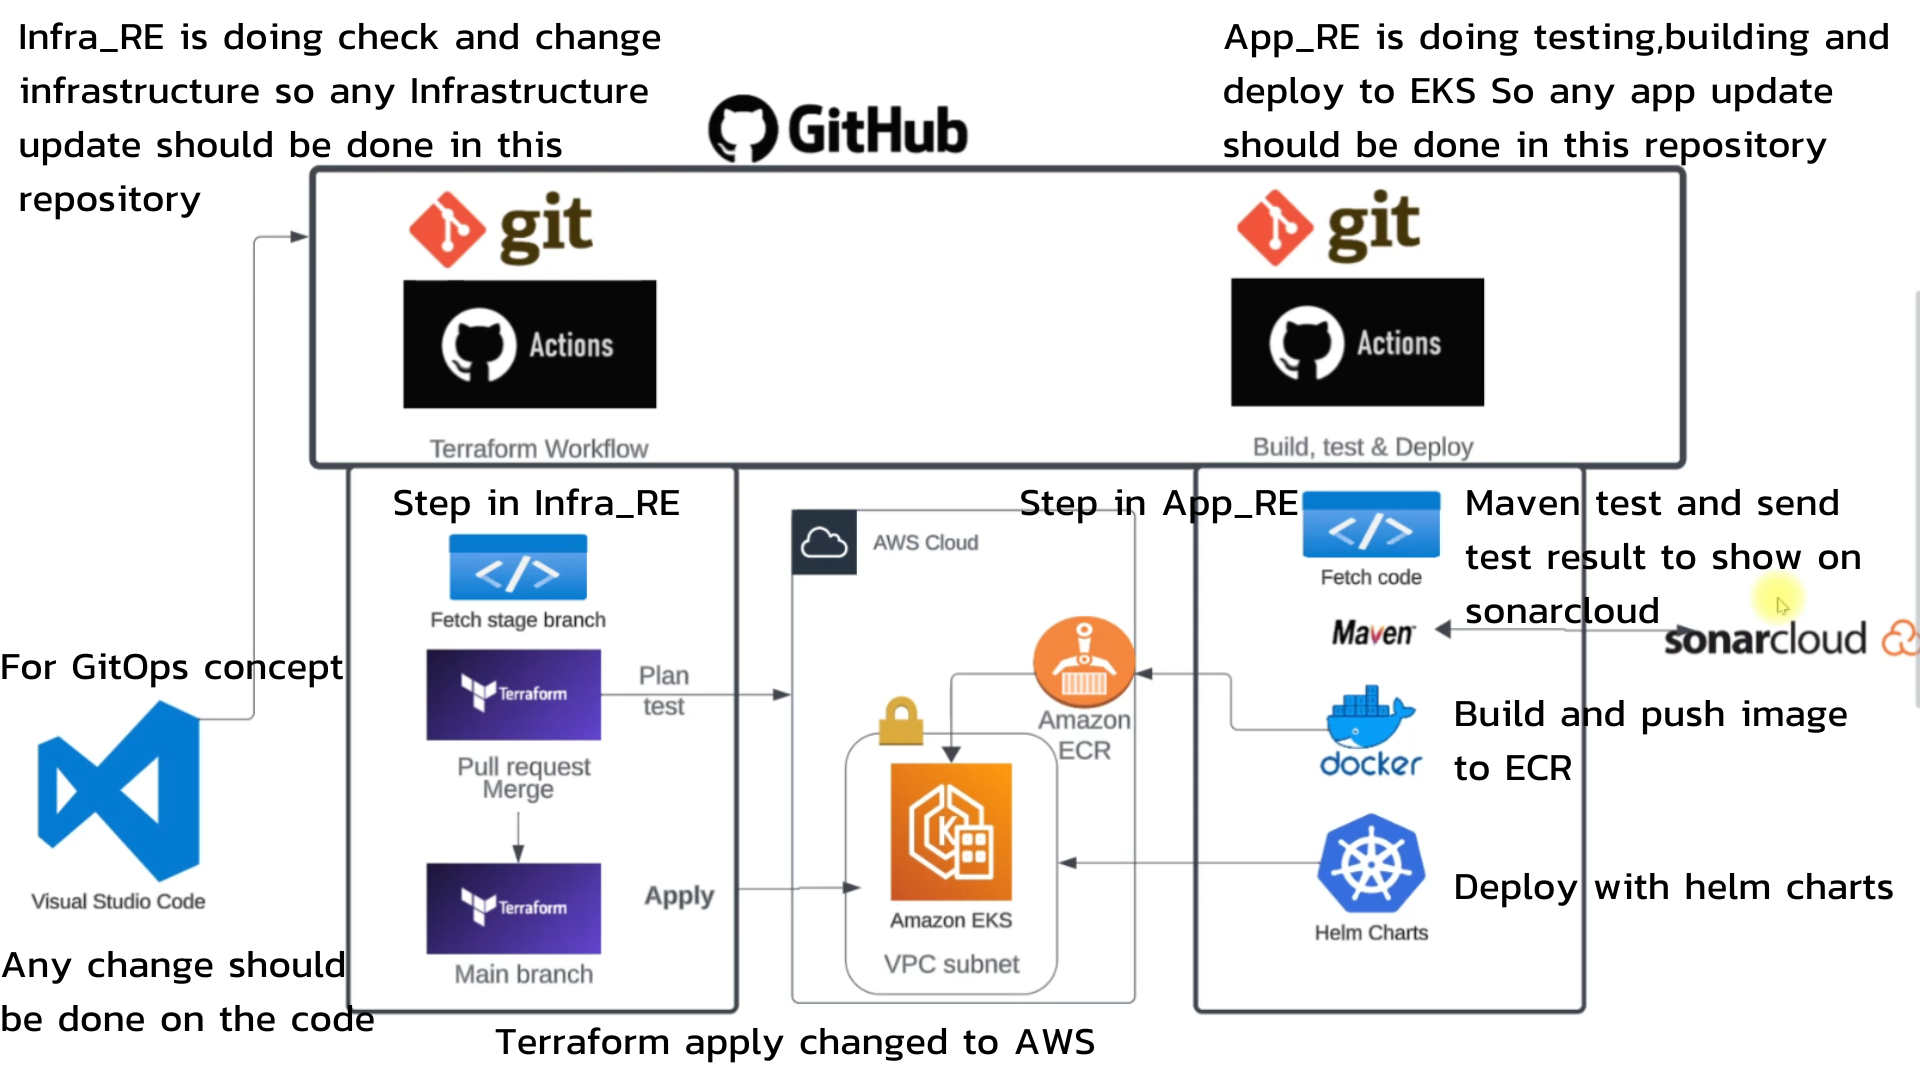 Infra_RE is doing check and change
infrastructure so any Infrastructure
update should be done in this
repository
App_RE is doing testing,building and
deploy to EKS So any app update
should be done in this repository
GitHub
git
Actions
Terraform Workflow
git
Actions
Build, test & Deploy
For GitOps concept
Visual Studio Code
Any change should
be done on the code
Step in Infra_RE
Fetch stage branch
Terraform
Plan
test
Pull request
Merge
Terraform
Apply
Main branch
AWS Cloud
Amazon
ECR
Amazon EKS
VPC subnet
Terraform apply changed to AWS
Step in App_RE
Fetch code
Maven test and send
test result to show on
sonarcloud
Maven
sonarcloud
docker
Build and push image
to ECR
Helm Charts
Deploy with helm charts